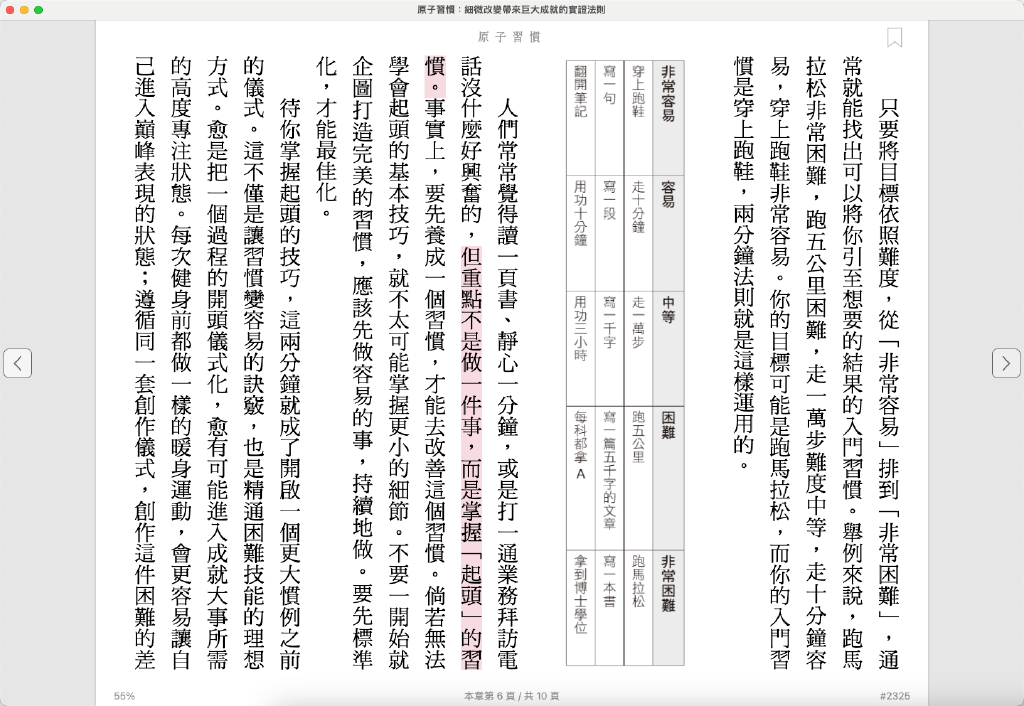 原子習慣：細微改變帶來巨大成就的實證法則
原子習慣
只要將目標依照難度，從「非常容易」排到「非常困難」，通
常就能找出可以將你引至想要的結果的入門習慣。舉例來說，跑馬
拉松非常困難，跑五公里困難，走一萬步難度中等，走十分鐘容
易，穿上跑鞋非常容易。你的目標可能是跑馬拉松，而你的入門習
慣是穿上跑鞋，兩分鐘法則就是這樣運用的。
非常容易 容易 中等 困難 非常困難
穿上跑鞋 走十分鐘 走一萬步 跑五公里 跑馬拉松
寫一句 寫一段 寫一千字 寫一篇五千字的文章 寫一本書
翻開筆記 用功十分鐘 用功三小時 每科都拿A 拿到博士學位
人們常常覺得讀一頁書、靜心一分鐘，或是打一通業務拜訪電
話沒什麼好興奮的，但重點不是做一件事，而是掌握「起頭」的習
慣。事實上，要先養成一個習慣，才能去改善這個習慣。倘若無法
學會起頭的基本技巧，就不太可能掌握更小的細節。不要一開始就
企圖打造完美的習慣，應該先做容易的事，持續地做。要先標準
化，才能最佳化。
待你掌握起頭的技巧，這兩分鐘就成了開啟一個更大慣例之前
的儀式。這不僅是讓習慣變容易的訣竅，也是精通困難技能的理想
方式。愈是把一個過程的開頭儀式化，愈有可能進入成就大事所需
的高度專注狀態。每次健身前都做一樣的暖身運動，會更容易讓自
己進入巔峰表現的狀態；遵循同一套創作儀式，創作這件困難的差
55%
本章第 6 頁 / 共 10 頁
#2325